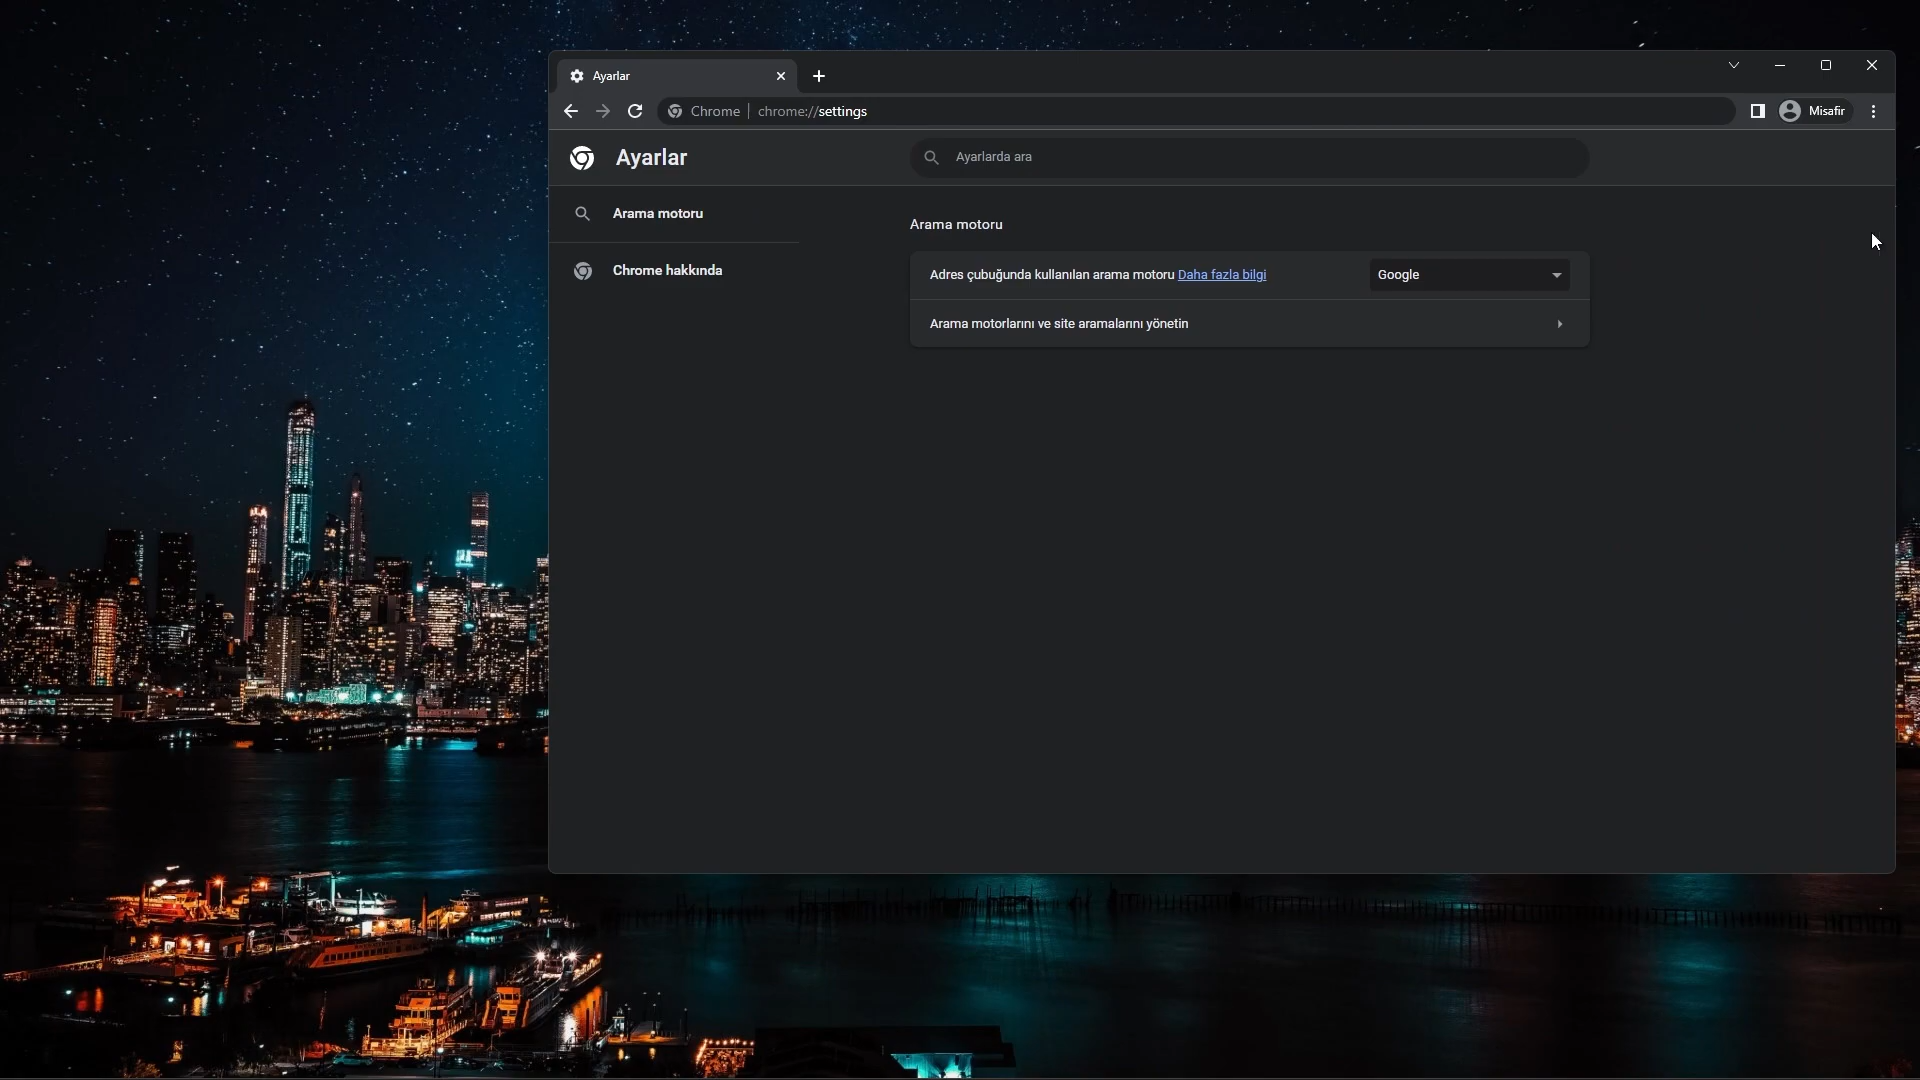 Ayarlar
Chrome chrome://settings
Misafir
Ayarlar
Ayarlarda ara
Arama motoru
Chrome hakkında
Arama motoru
Adres çubuğunda kullanılan arama motoru Daha fazla bilgi
Google
Arama motorlarını ve site aramalarını yönetin